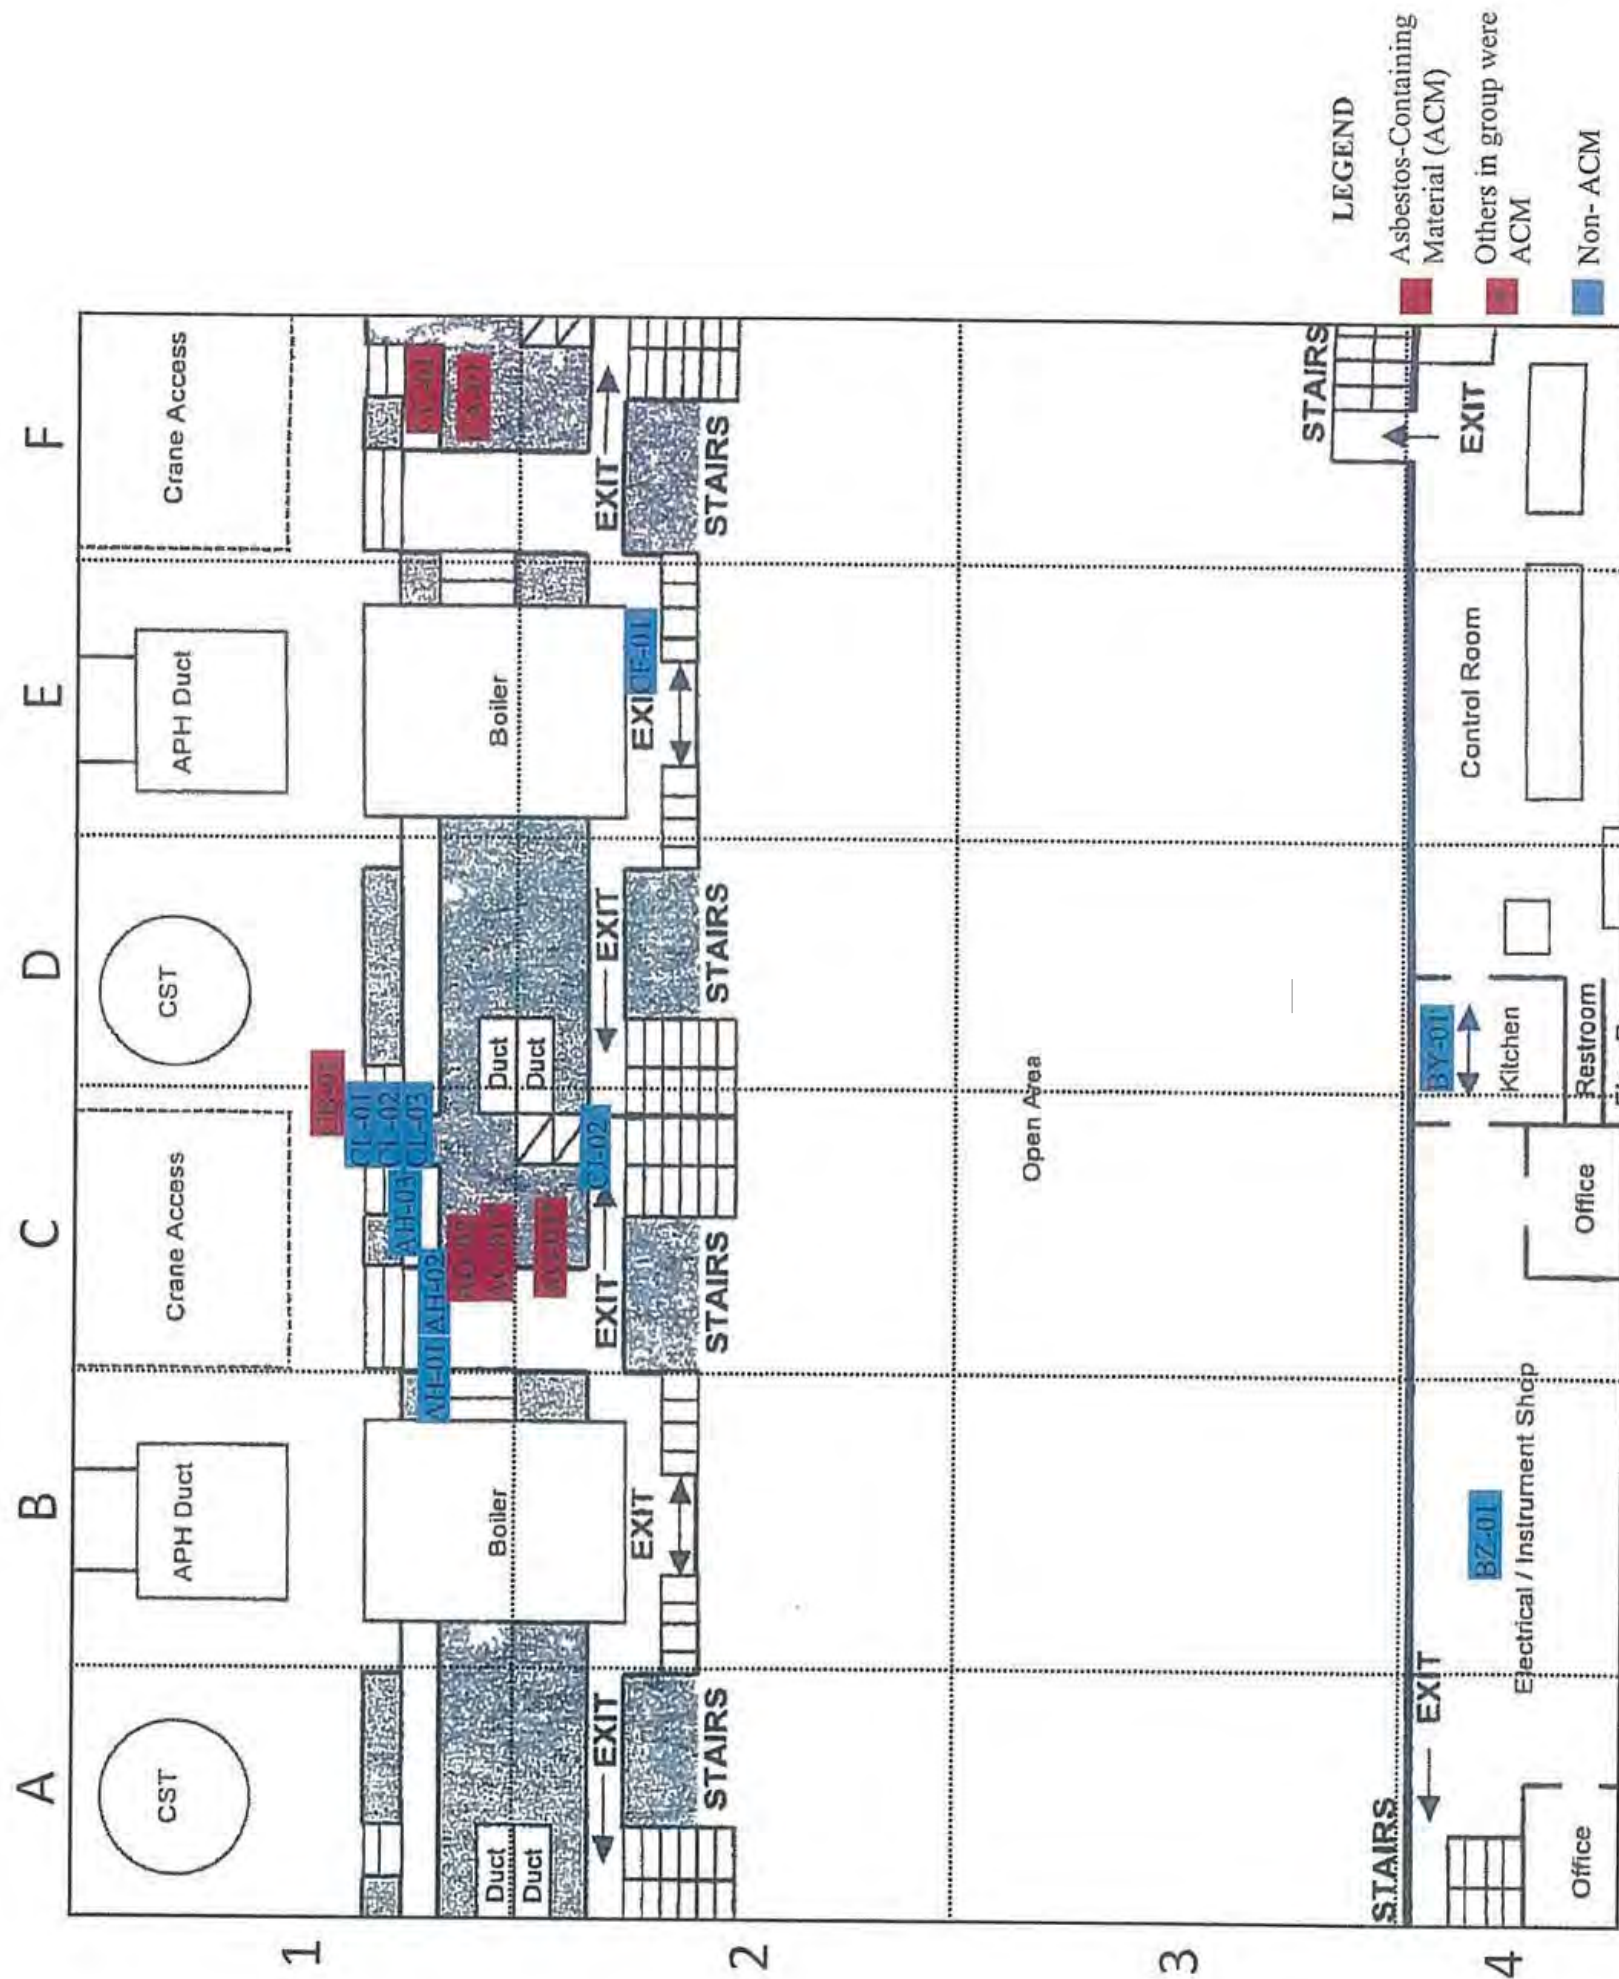 A
B
C
D
E
F
1
2
3
4
CST
APH Duct
Crane Access
CST
APH Duct
Crane Access
Duct
Duct
Boiler
Duct
Duct
Boiler
AH-01
AH-02
AH-03
CL-01
CL-02
CL-03
CJ-02
CE-01
EXIT
EXIT
EXIT
EXIT
EXI
EXIT
STAIRS
STAIRS
STAIRS
STAIRS
Open Area
STAIRS
EXIT
Office
BZ-01
Electrical / Instrument Shop
Office
BY-01
Kitchen
Restroom
Control Room
STAIRS
EXIT
LEGEND
Asbestos-Containing
Material (ACM)
Others in group were
ACM
Non- ACM